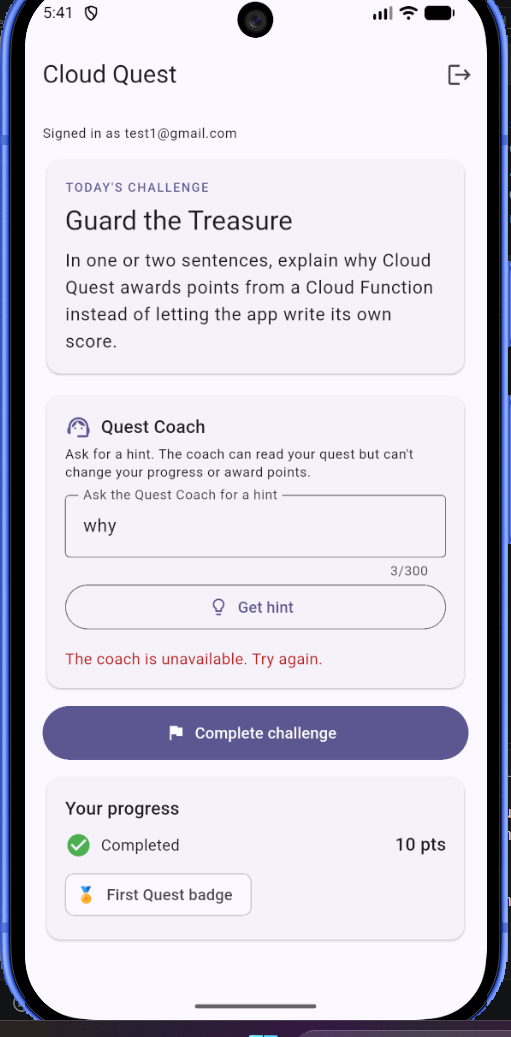 5:41
Cloud Quest
Signed in as test1@gmail.com
TODAY'S CHALLENGE
Guard the Treasure
In one or two sentences, explain why Cloud
Quest awards points from a Cloud Function
instead of letting the app write its own
score.
Quest Coach
Ask for a hint. The coach can read your quest but can't
change your progress or award points.
Ask the Quest Coach for a hint
why
3/300
Get hint
The coach is unavailable. Try again.
Complete challenge
Your progress
Completed
10 pts
First Quest badge